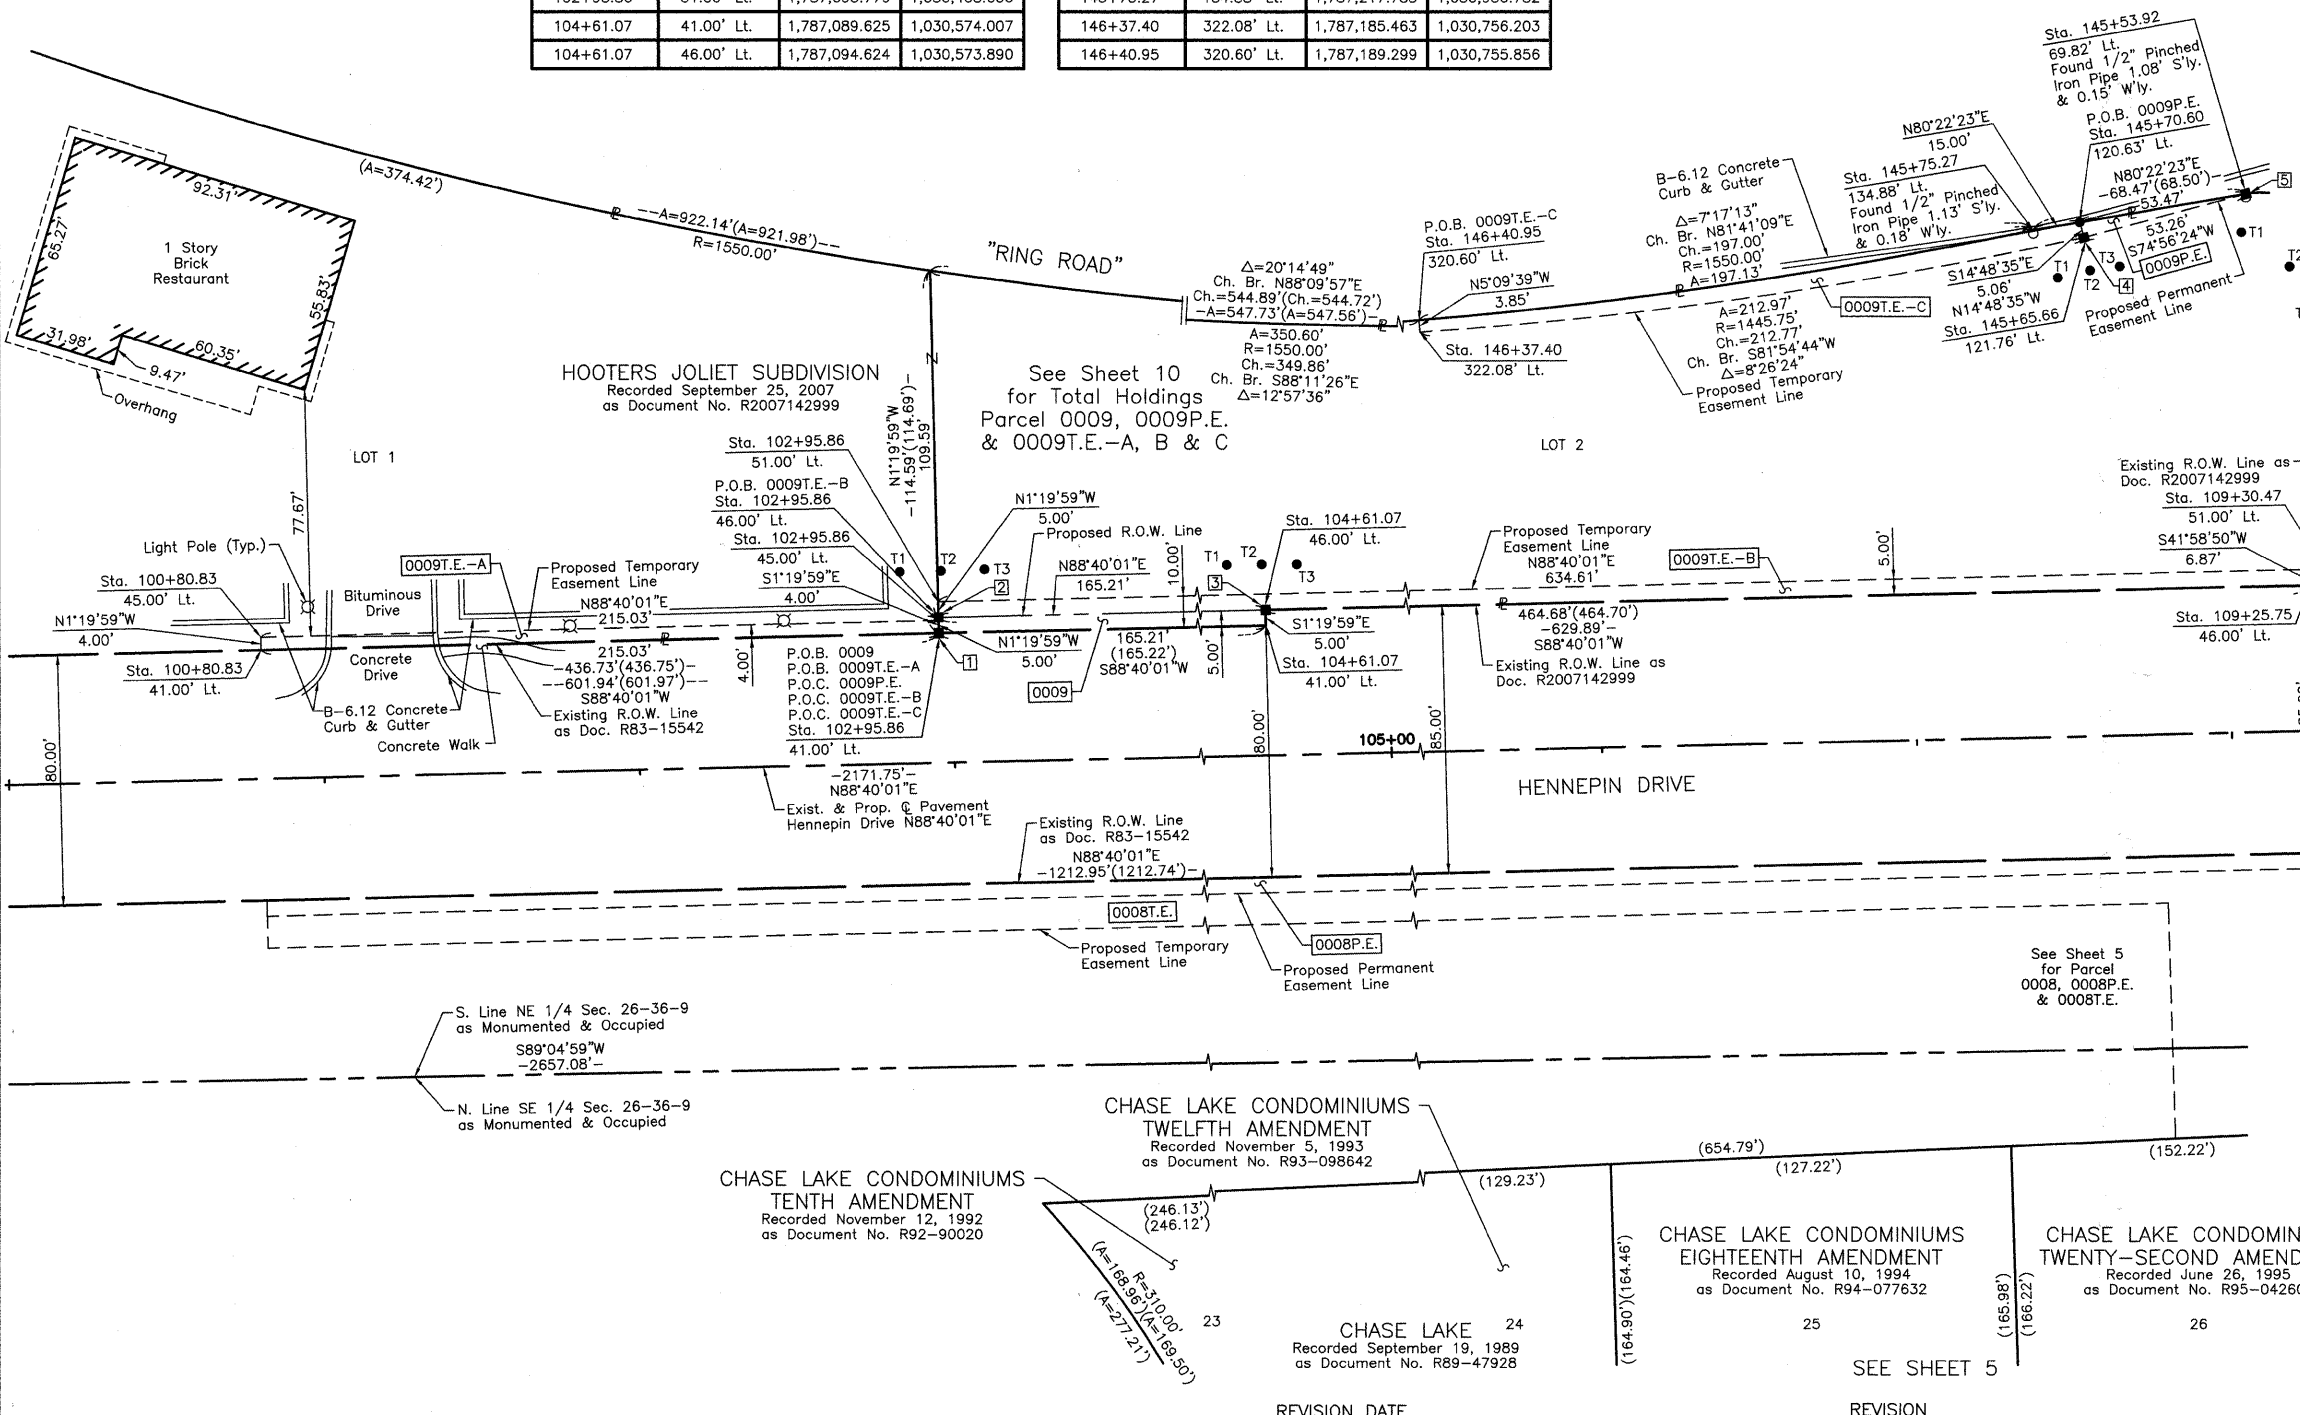 104+61.07 41.00' Lt. 1,787,089.625 1,030,574.007
104+61.07 46.00' Lt. 1,787,094.624 1,030,573.890
146+37.40 322.08' Lt. 1,787,185.463 1,030,756.203
146+40.95 320.60' Lt. 1,787,189.299 1,030,755.856
(A=374.42')
92.31'
65.27'
1 Story
Brick
Restaurant
55.83'
31.98'
60.35'
9.47'
Overhang
77.67'
LOT 1
HOOTERS JOLIET SUBDIVISION
Recorded September 25, 2007
as Document No. R2007142999
--A=922.14'(A=921.98')--
R=1550.00'
"RING ROAD"
N1°19'59"W
-114.59'(114.69')-
109.59'
See Sheet 10
for Total Holdings
Parcel 0009, 0009P.E.
& 0009T.E.-A, B & C
Δ=20°14'49"
Ch. Br. N88°09'57"E
Ch.=544.89'(Ch.=544.72')
-A=547.73'(A=547.56')-
A=350.60'
R=1550.00'
Ch.=349.86'
Ch. Br. S88°11'26"E
Δ=12°57'36"
P.O.B. 0009T.E.-C
Sta. 146+40.95
320.60' Lt.
N5°09'39"W
3.85'
Sta. 146+37.40
322.08' Lt.
B-6.12 Concrete
Curb & Gutter
Δ=7°17'13"
Ch. Br. N81°41'09"E
Ch.=197.00'
R=1550.00'
A=197.13'
A=212.97'
R=1445.75'
Ch.=212.77'
Ch. Br. S81°54'44"W
Δ=8°26'24"
Proposed Temporary
Easement Line
0009T.E.-C
Sta. 145+75.27
134.88' Lt.
Found 1/2" Pinched
Iron Pipe 1.13' S'ly.
& 0.18' W'ly.
N80°22'23"E
15.00'
Sta. 145+53.92
69.82' Lt.
Found 1/2" Pinched
Iron Pipe 1.08' S'ly.
& 0.15' W'ly.
P.O.B. 0009P.E.
Sta. 145+70.60
120.63' Lt.
N80°22'23"E
-68.47'(68.50')-
53.47'
53.26'
S74°56'24"W
0009P.E.
5
S14°48'35"E
5.06'
N14°48'35"W
Sta. 145+65.66
121.76' Lt.
T1
T2
T3
4
T1
Proposed Permanent
Easement Line
LOT 2
Existing R.O.W. Line as
Doc. R2007142999
Sta. 109+30.47
51.00' Lt.
S41°58'50"W
6.87'
Sta. 109+25.75
46.00' Lt.
Light Pole (Typ.)
Sta. 100+80.83
45.00' Lt.
N1°19'59"W
4.00'
Sta. 100+80.83
41.00' Lt.
Bituminous
Drive
Concrete
Drive
0009T.E.-A
Proposed Temporary
Easement Line
N88°40'01"E
215.03'
215.03'
-436.73'(436.75')-
--601.94'(601.97')--
S88°40'01"W
Existing R.O.W. Line
as Doc. R83-15542
B-6.12 Concrete
Curb & Gutter
Concrete Walk
4.00'
Sta. 102+95.86
51.00' Lt.
P.O.B. 0009T.E.-B
Sta. 102+95.86
46.00' Lt.
Sta. 102+95.86
45.00' Lt.
S1°19'59"E
4.00'
T1
T2
T3
2
P.O.B. 0009
P.O.B. 0009T.E.-A
P.O.C. 0009P.E.
P.O.C. 0009T.E.-B
P.O.C. 0009T.E.-C
Sta. 102+95.86
41.00' Lt.
1
N1°19'59"W
5.00'
Proposed R.O.W. Line
N88°40'01"E
165.21'
N1°19'59"W
5.00'
165.21'
(165.22')
S88°40'01"W
0009
10.00'
5.00'
T1
T2
T3
3
Sta. 104+61.07
46.00' Lt.
S1°19'59"E
5.00'
Sta. 104+61.07
41.00' Lt.
Proposed Temporary
Easement Line
N88°40'01"E
634.61'
0009T.E.-B
5.00'
464.68'(464.70')
-629.89'-
S88°40'01"W
Existing R.O.W. Line as
Doc. R2007142999
80.00'
80.00'
85.00'
105+00
HENNEPIN DRIVE
-2171.75'-
N88°40'01"E
Exist. & Prop. ℄ Pavement
Hennepin Drive N88°40'01"E
Existing R.O.W. Line
as Doc. R83-15542
N88°40'01"E
-1212.95'(1212.74')-
0008T.E.
Proposed Temporary
Easement Line
0008P.E.
Proposed Permanent
Easement Line
See Sheet 5
for Parcel
0008, 0008P.E.
& 0008T.E.
S. Line NE 1/4 Sec. 26-36-9
as Monumented & Occupied
S89°04'59"W
-2657.08'-
N. Line SE 1/4 Sec. 26-36-9
as Monumented & Occupied
CHASE LAKE CONDOMINIUMS
TWELFTH AMENDMENT
Recorded November 5, 1993
as Document No. R93-098642
CHASE LAKE CONDOMINIUMS
TENTH AMENDMENT
Recorded November 12, 1992
as Document No. R92-90020
(246.13')
(246.12')
(129.23')
(654.79')
(127.22')
(152.22')
R=310.00'
(A=168.96')(A=169.50')
(A=277.21')
23
CHASE LAKE
Recorded September 19, 1989
as Document No. R89-47928
24
(164.90')(164.46')
CHASE LAKE CONDOMINIUMS
EIGHTEENTH AMENDMENT
Recorded August 10, 1994
as Document No. R94-077632
25
(165.98')
(166.22')
CHASE LAKE CONDOMIN
TWENTY-SECOND AMEND
Recorded June 26, 1995
as Document No. R95-04260
26
SEE SHEET 5
REVISION DATE
REVISION